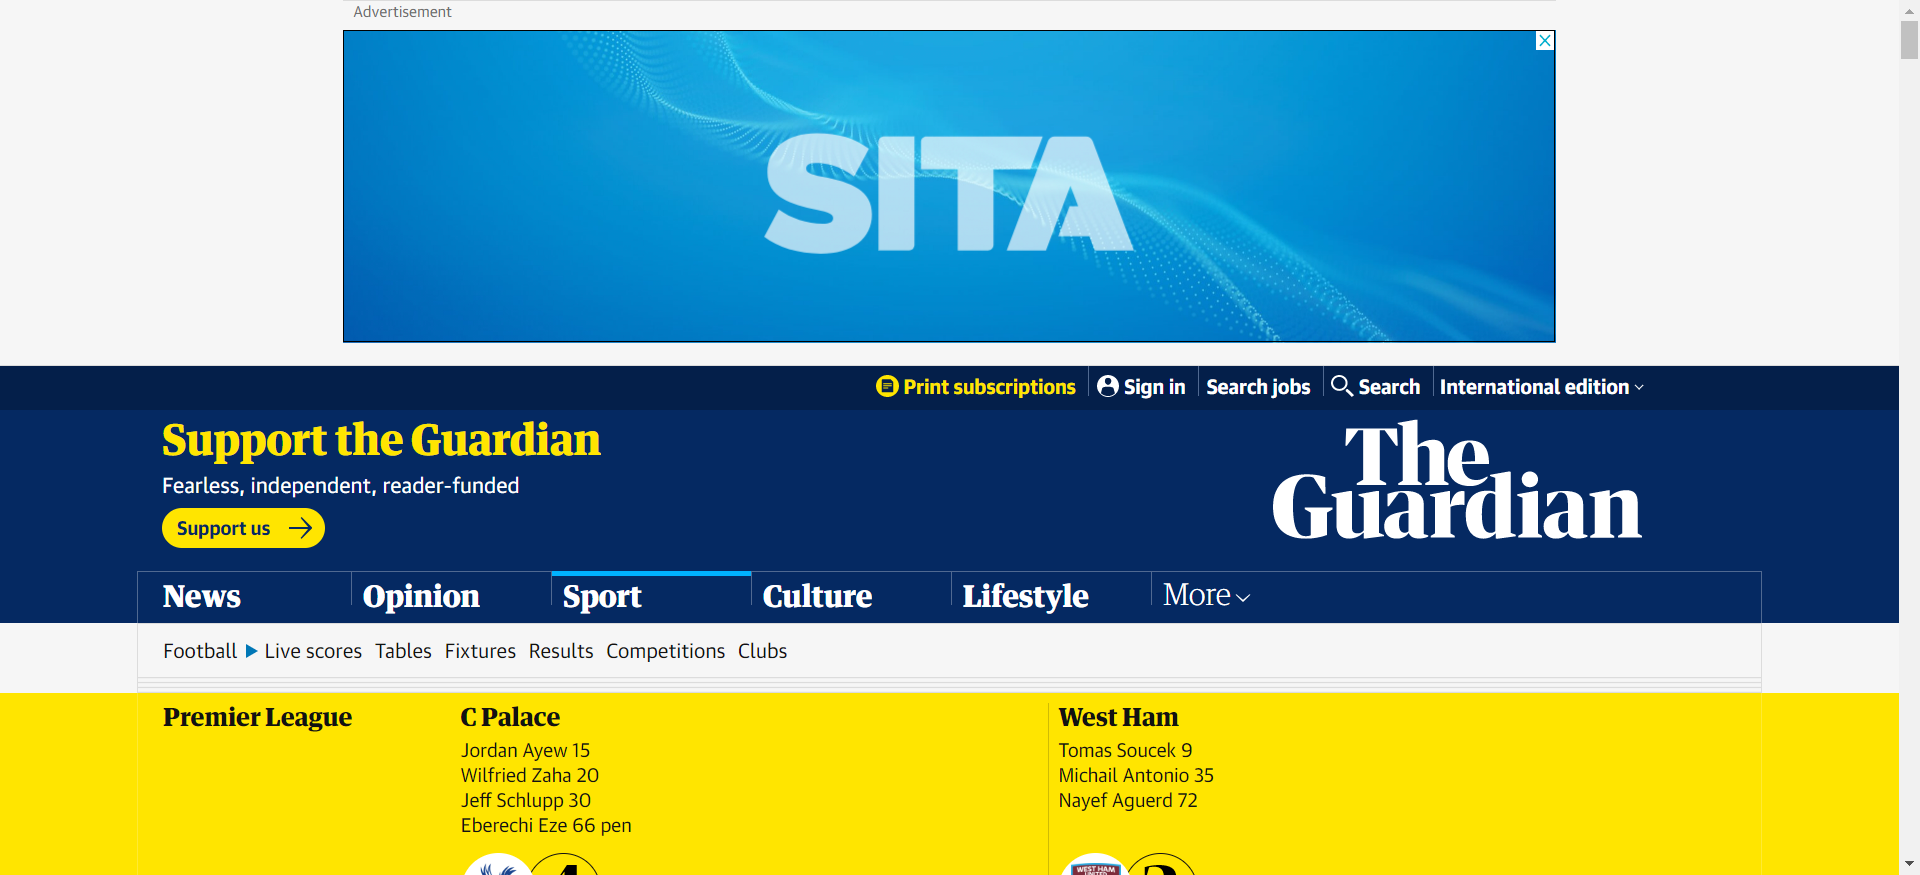 Advertisement
SITA
Print subscriptions
Sign in
Search jobs
Search
International edition
Support the Guardian
Fearless, independent, reader-funded
Support us
The Guardian
News
Opinion
Sport
Culture
Lifestyle
More
Football
Live scores
Tables
Fixtures
Results
Competitions
Clubs
Premier League
C Palace
Jordan Ayew 15
Wilfried Zaha 20
Jeff Schlupp 30
Eberechi Eze 66 pen
West Ham
Tomas Soucek 9
Michail Antonio 35
Nayef Aguerd 72
WEST HAM